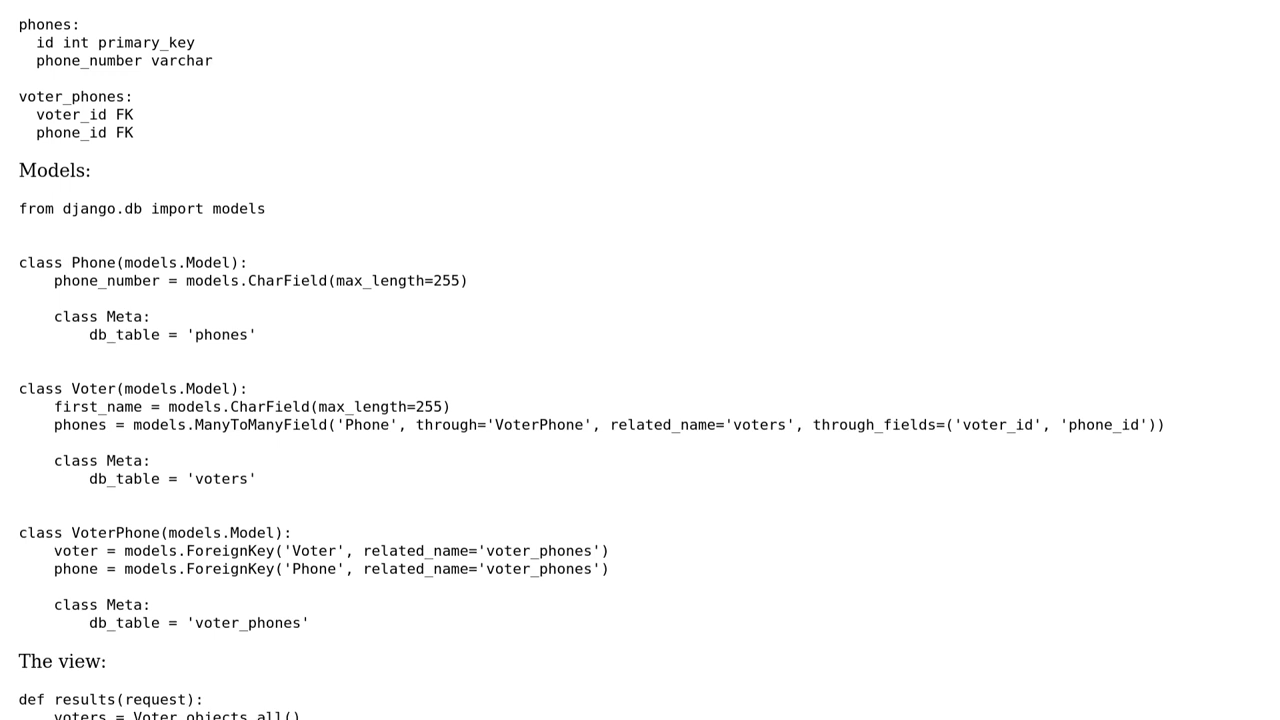 phones:
  id int primary_key
  phone_number varchar

voter_phones:
  voter_id FK
  phone_id FK

Models:

from django.db import models


class Phone(models.Model):
    phone_number = models.CharField(max_length=255)

    class Meta:
        db_table = 'phones'


class Voter(models.Model):
    first_name = models.CharField(max_length=255)
    phones = models.ManyToManyField('Phone', through='VoterPhone', related_name='voters', through_fields=('voter_id', 'phone_id'))

    class Meta:
        db_table = 'voters'


class VoterPhone(models.Model):
    voter = models.ForeignKey('Voter', related_name='voter_phones')
    phone = models.ForeignKey('Phone', related_name='voter_phones')

    class Meta:
        db_table = 'voter_phones'

The view:

def results(request):
    voters = Voter.objects.all()